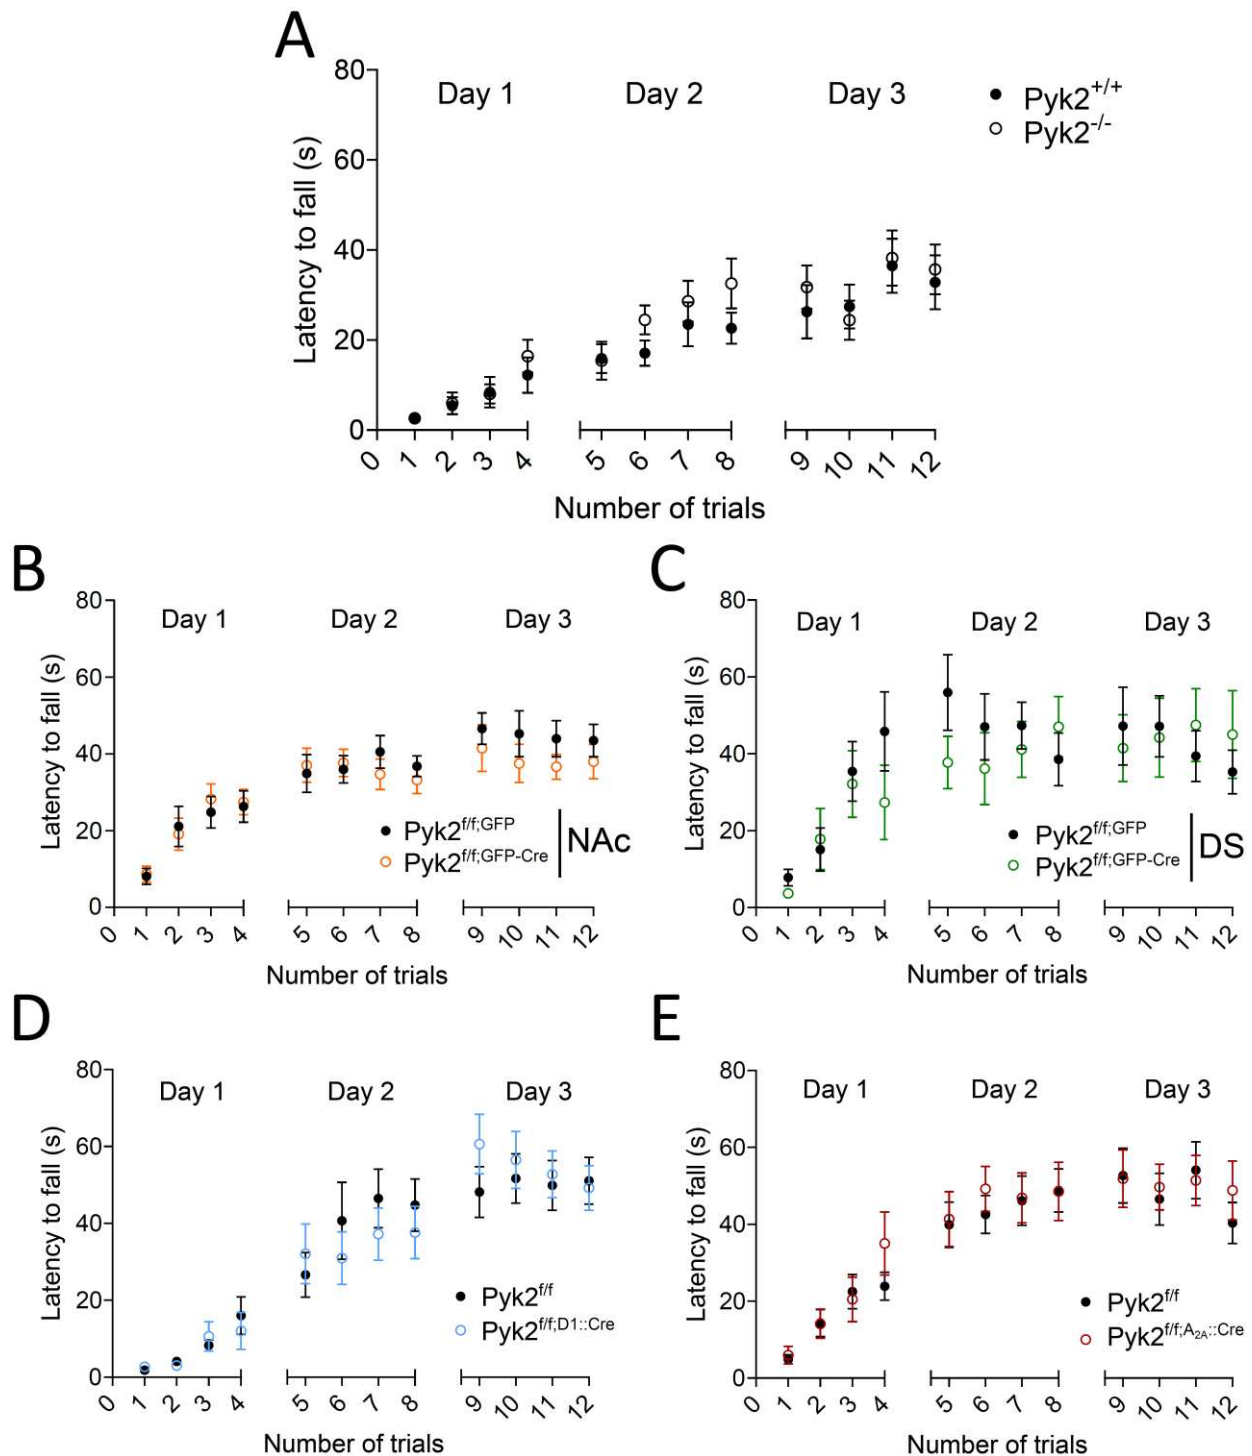 A
Day 1 Day 2 Day 3
Pyk2+/+
Pyk2-/-
Latency to fall (s)
80
60
40
20
0
0 1 2 3 4 5 6 7 8 9 10 11 12
Number of trials
B
Day 1 Day 2 Day 3
Latency to fall (s)
80
60
40
20
0
Pyk2f/f;GFP
Pyk2f/f;GFP-Cre
NAc
0 1 2 3 4 5 6 7 8 9 10 11 12
Number of trials
C
Day 1 Day 2 Day 3
Latency to fall (s)
80
60
40
20
0
Pyk2f/f;GFP
Pyk2f/f;GFP-Cre
DS
0 1 2 3 4 5 6 7 8 9 10 11 12
Number of trials
D
Day 1 Day 2 Day 3
Latency to fall (s)
80
60
40
20
0
Pyk2f/f
Pyk2f/f;D1::Cre
0 1 2 3 4 5 6 7 8 9 10 11 12
Number of trials
E
Day 1 Day 2 Day 3
Latency to fall (s)
80
60
40
20
0
Pyk2f/f
Pyk2f/f;A2A::Cre
0 1 2 3 4 5 6 7 8 9 10 11 12
Number of trials